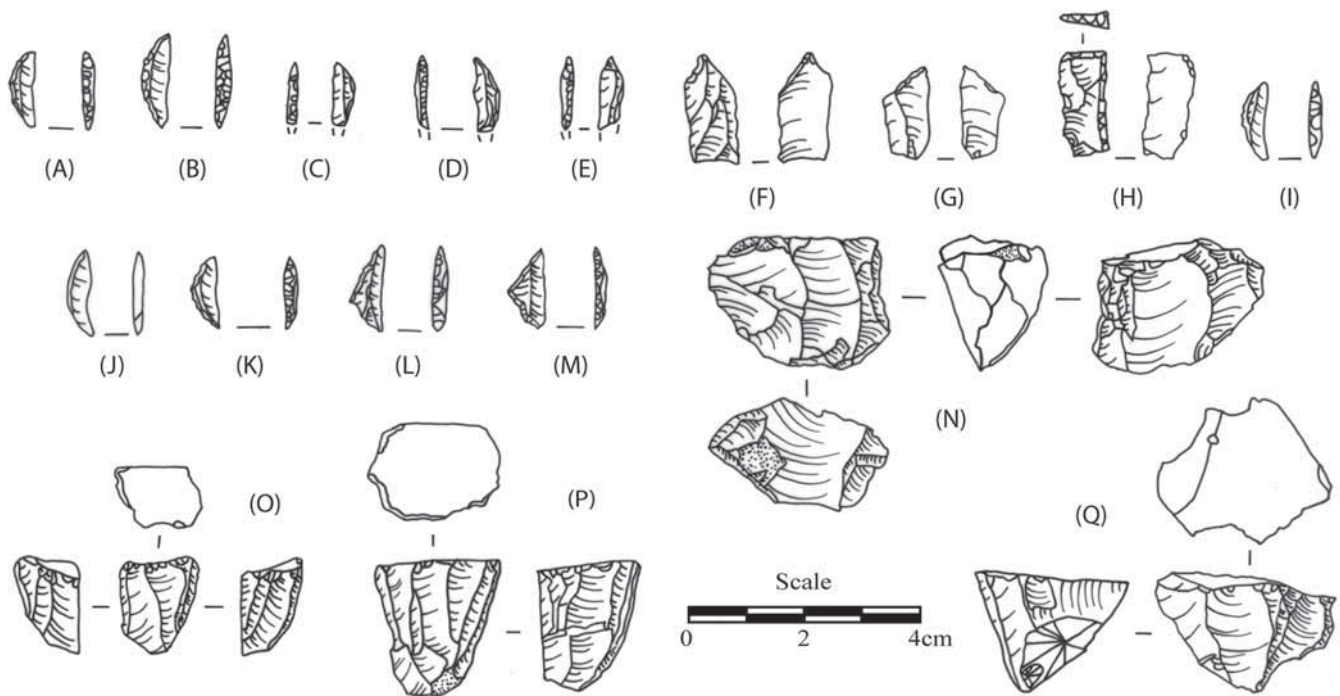 (A) (B) (C) (D) (E) (F) (G) (H) (I)
(J) (K) (L) (M)
(N)
(O) (P) (Q)
Scale
0 2 4cm